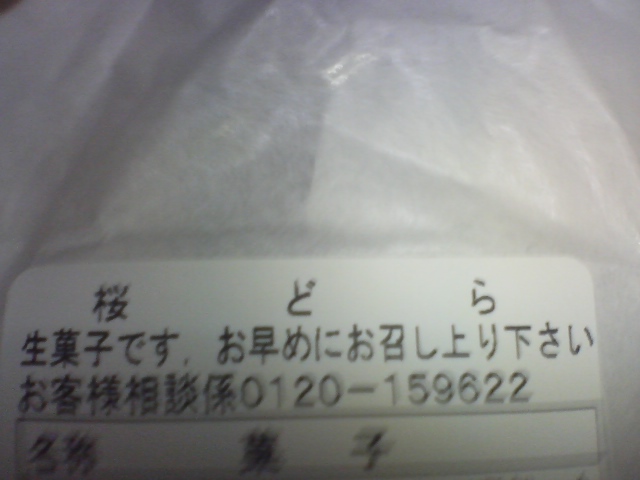 桜どら
生菓子です。お早めにお召し上り下さい
お客様相談係0120-159622
名称 菓子